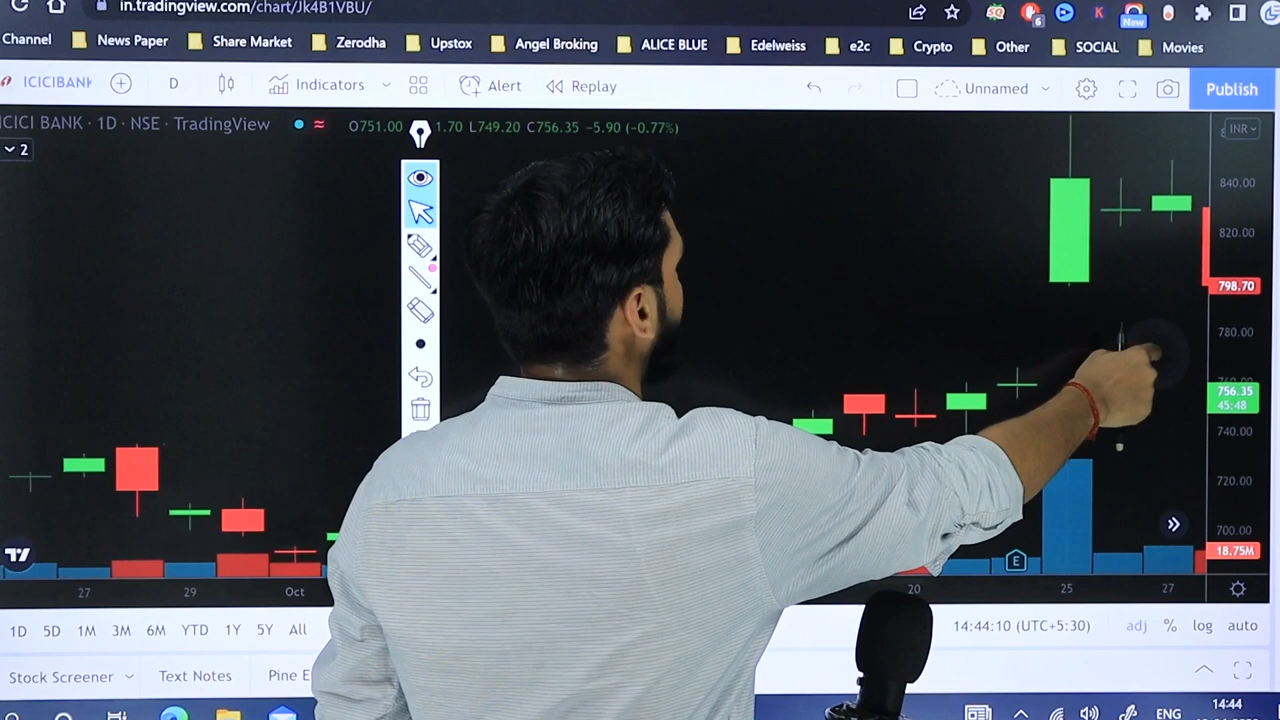 in.tradingview.com/chart/Jk4B1VBU/
6
K
New
Channel News Paper Share Market Zerodha Upstox Angel Broking ALICE BLUE Edelweiss e2c Crypto Other SOCIAL Movies
ICICIBANK D Indicators Alert Replay Unnamed Publish
ICICI BANK · 1D · NSE · TradingView O751.00 1.70 L749.20 C756.35 −5.90 (−0.77%)
INR
2
840.00
820.00
798.70
780.00
756.35
45:48
740.00
720.00
700.00
18.75M
E
27 29 Oct 20 25 27
1D 5D 1M 3M 6M YTD 1Y 5Y All 14:44:10 (UTC+5:30) adj % log auto
Stock Screener Text Notes Pine E
14:44
ENG